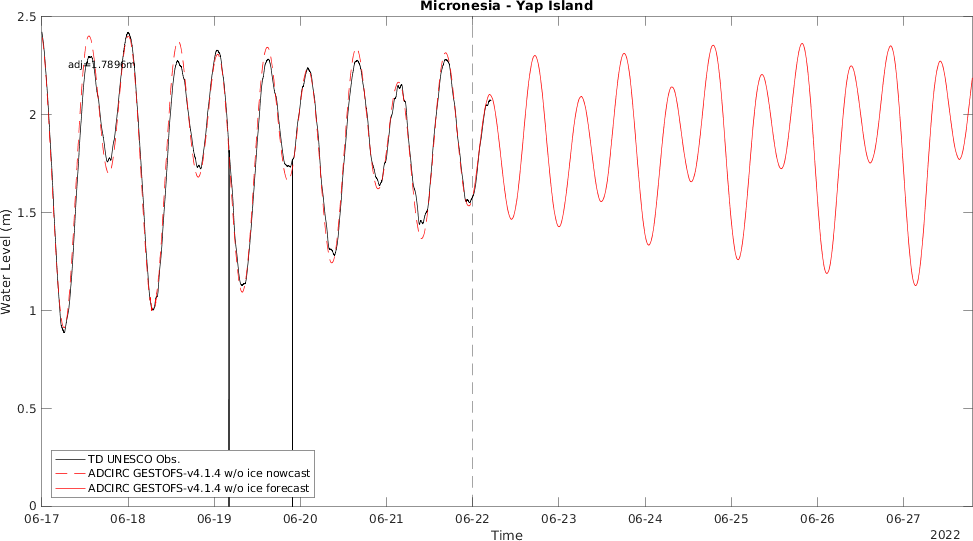 Micronesia - Yap Island
2.5
adj=1.7896m
2
1.5
Water Level (m)
1
0.5
TD UNESCO Obs.
ADCIRC GESTOFS-v4.1.4 w/o ice nowcast
ADCIRC GESTOFS-v4.1.4 w/o ice forecast
0
06-17 06-18 06-19 06-20 06-21 06-22 06-23 06-24 06-25 06-26 06-27
Time
2022